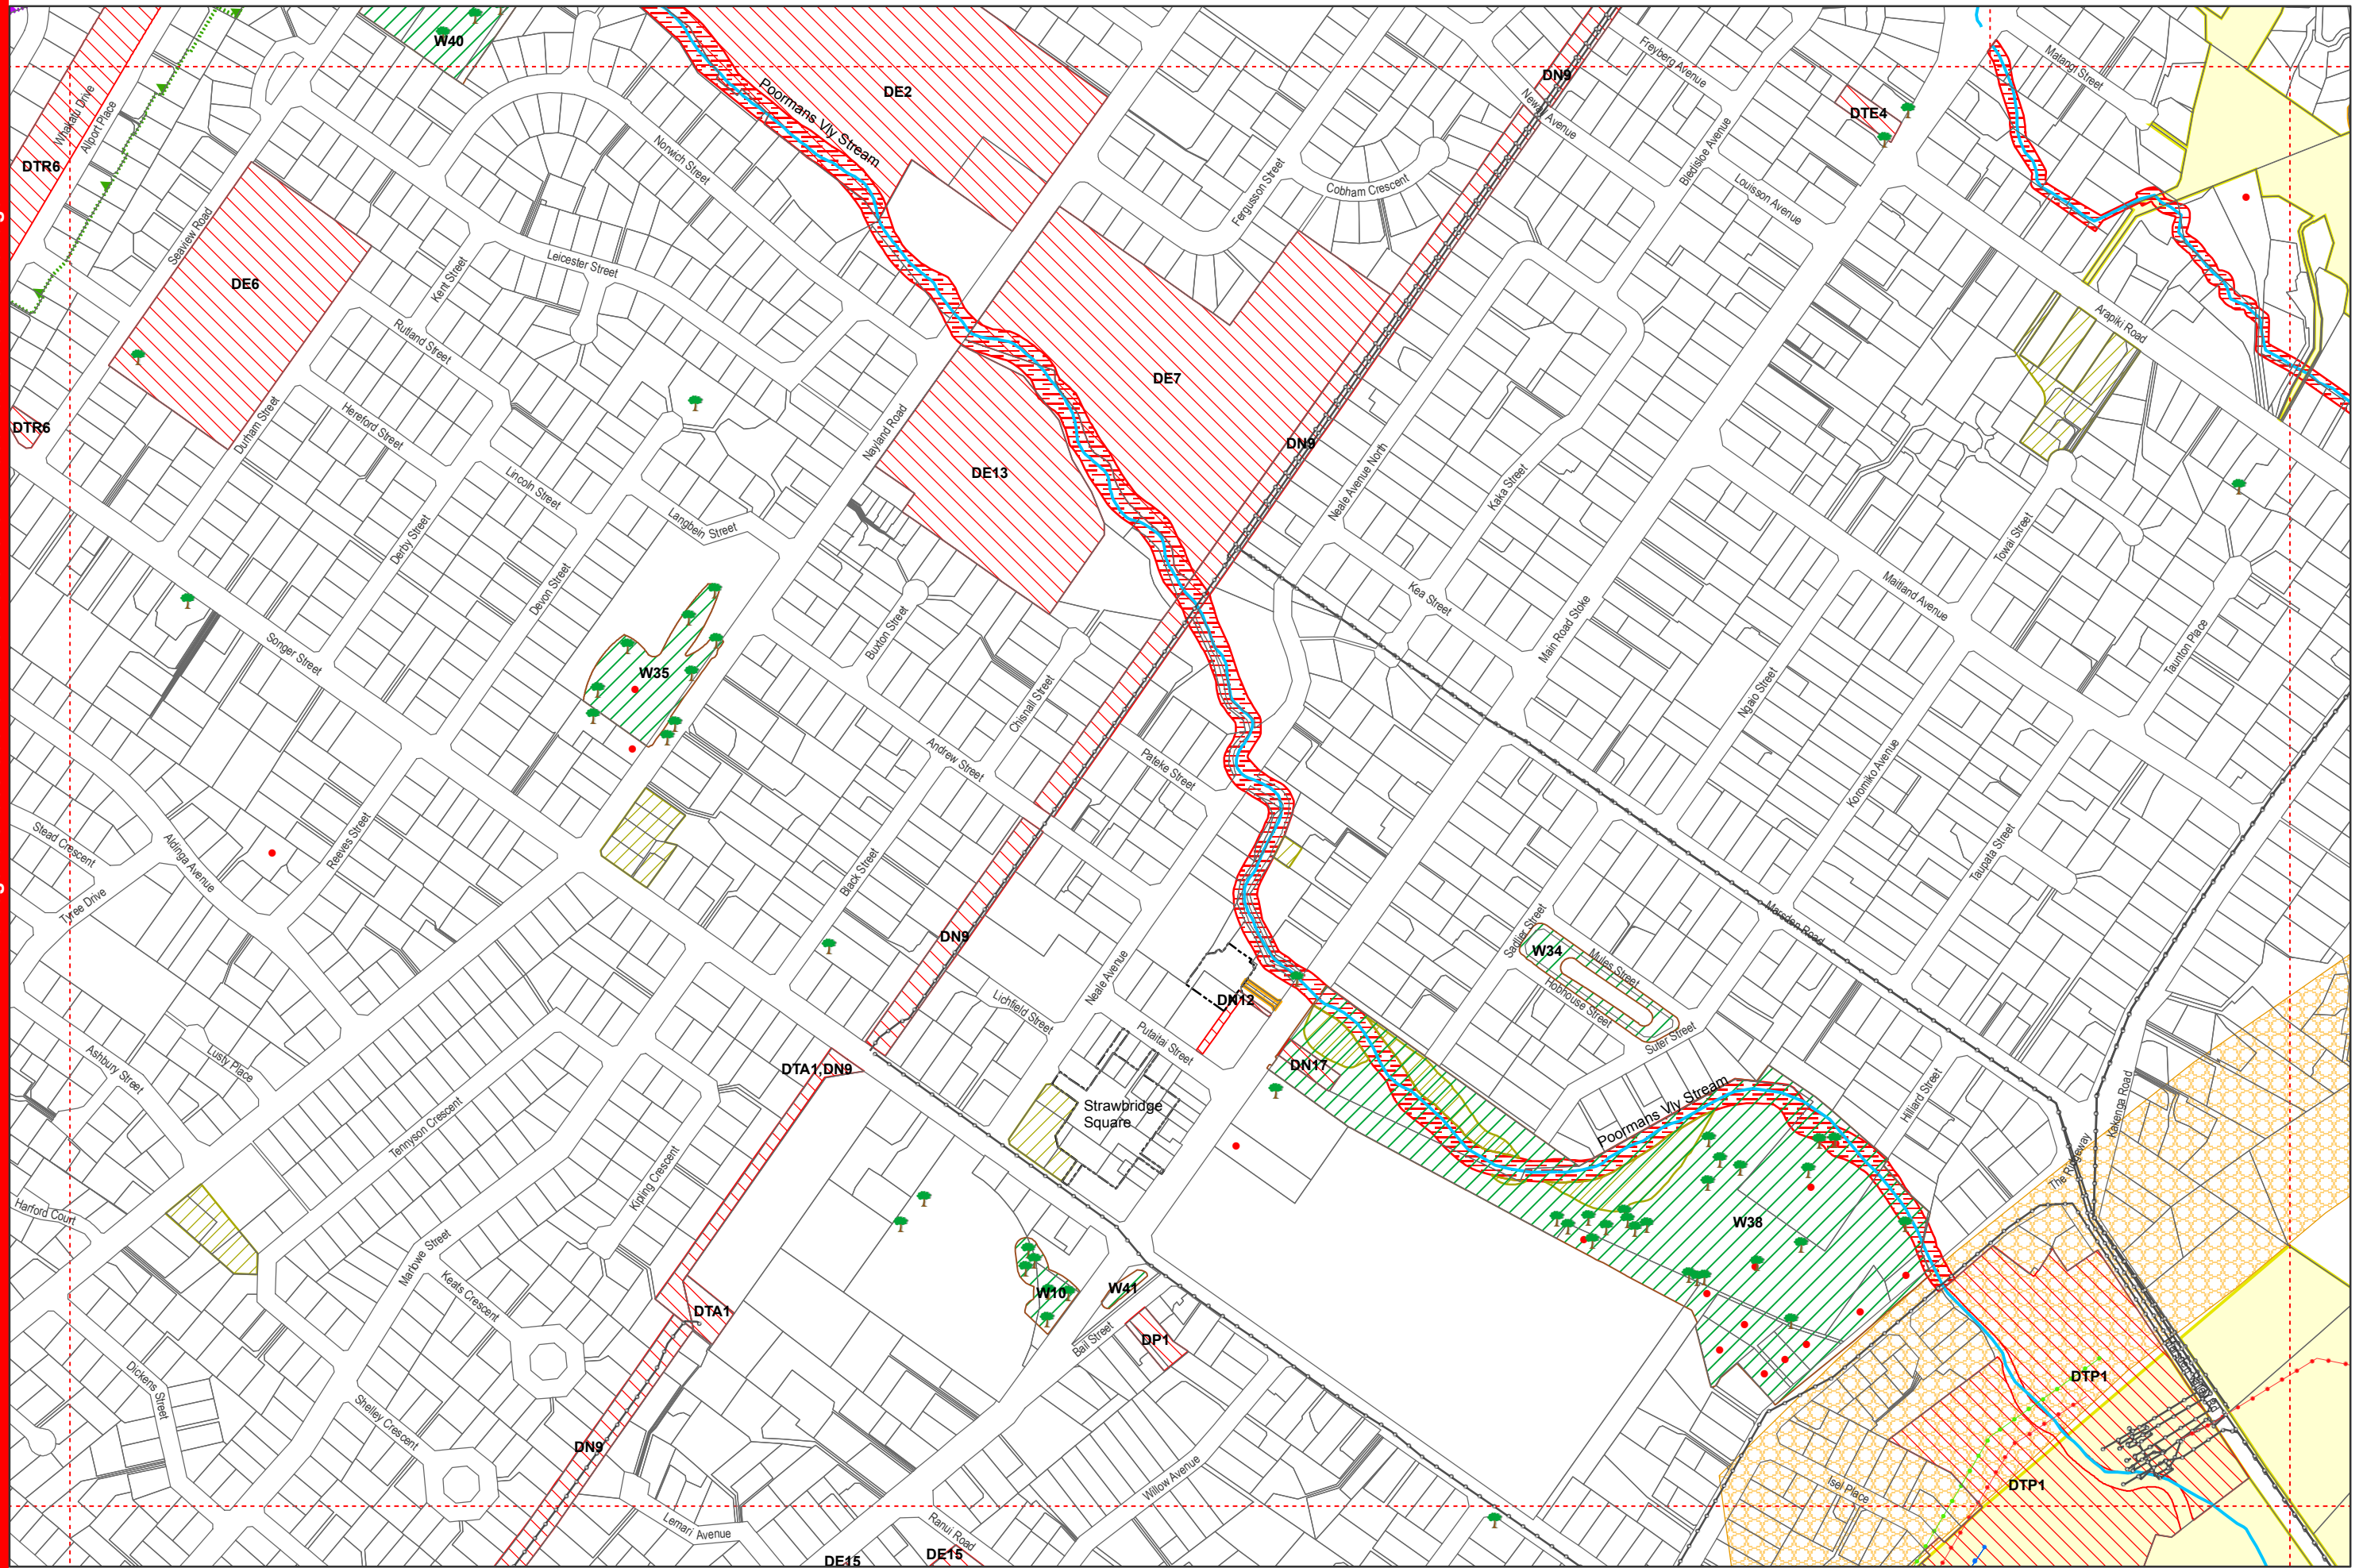 W40
DE2
DN9
Freyberg Avenue
Matangi Street
Whakatu Drive
Allport Place
DTR6
Poormans Vly Stream
Norwich Street
Newall Avenue
DTE4
Bledisloe Avenue
Louisson Avenue
Cobham Crescent
Fergusson Street
Seaview Road
DE6
Kent Street
Leicester Street
Rutland Street
Arapiki Road
DE7
DTR6
Durham Street
Hereford Street
Nayland Road
DN9
Lincoln Street
DE13
Neale Avenue North
Kaka Street
Langbein Street
Derby Street
Towai Street
Devon Street
Kea Street
Maitland Avenue
Buxton Street
Main Road Stoke
Songer Street
W35
Taunton Place
Ngaio Street
Chisnall Street
Andrew Street
Pateke Street
Koromiko Avenue
Stead Crescent
Aldinga Avenue
Reeves Street
Black Street
Taupata Street
Tyree Drive
Marsden Road
DN9
Sadlier Street
W34
Mules Street
Hobhouse Street
Neale Avenue
DN12
Lichfield Street
Putaitai Street
Suter Street
Ashbury Street
Lusty Place
DTA1,DN9
DN17
Strawbridge
Square
Poormans Vly Stream
Hilliard Street
Kakenga Road
Tennyson Crescent
The Ridgeway
Kipling Crescent
Harford Court
W38
Marlowe Street
Keats Crescent
W10
W41
DTA1
Bail Street
DP1
Dickens Street
DTP1
Shelley Crescent
DN9
Willow Avenue
Isel Place
DTP1
Lemari Avenue
Ranui Road
DE15
DE15